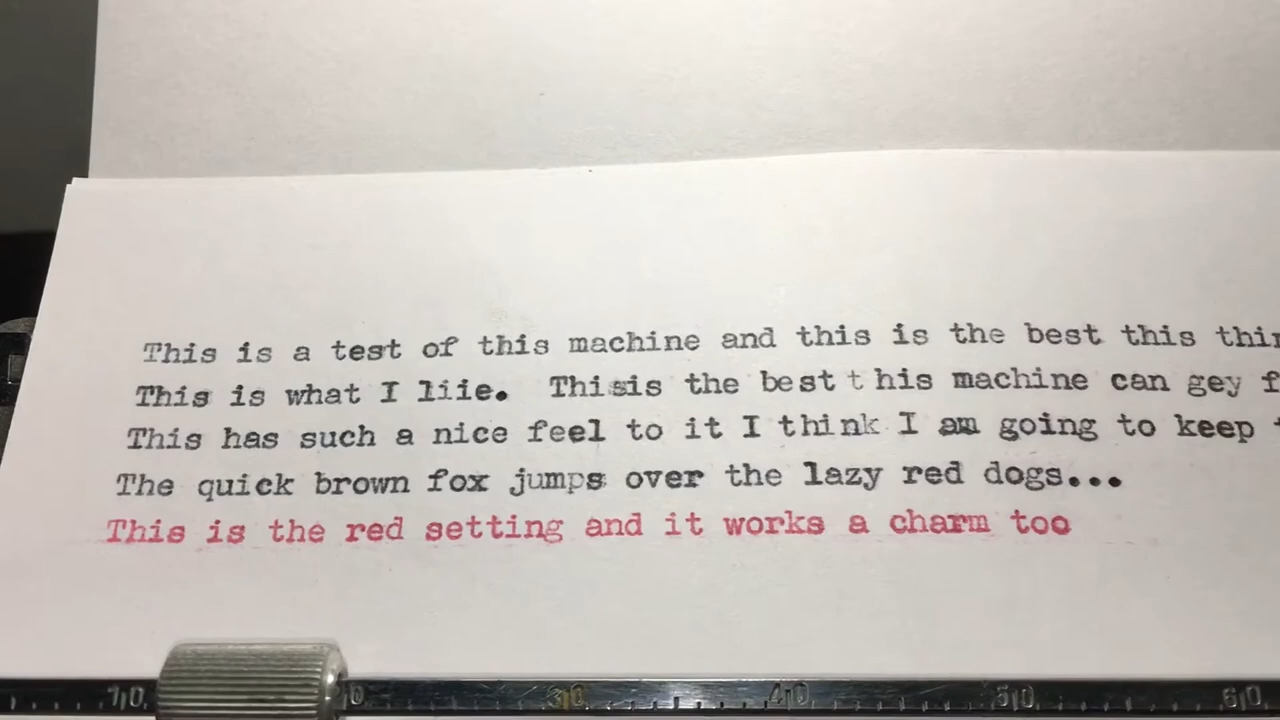 This is a test of this machine and this is the best this thin
This is what I liie.  Thisis the best t his machine can gey f
This has such a nice feel to it I think I am going to keep
The quick brown fox jumps over the lazy red dogs...
This is the red setting and it works a charm too
10 30 40 50 60